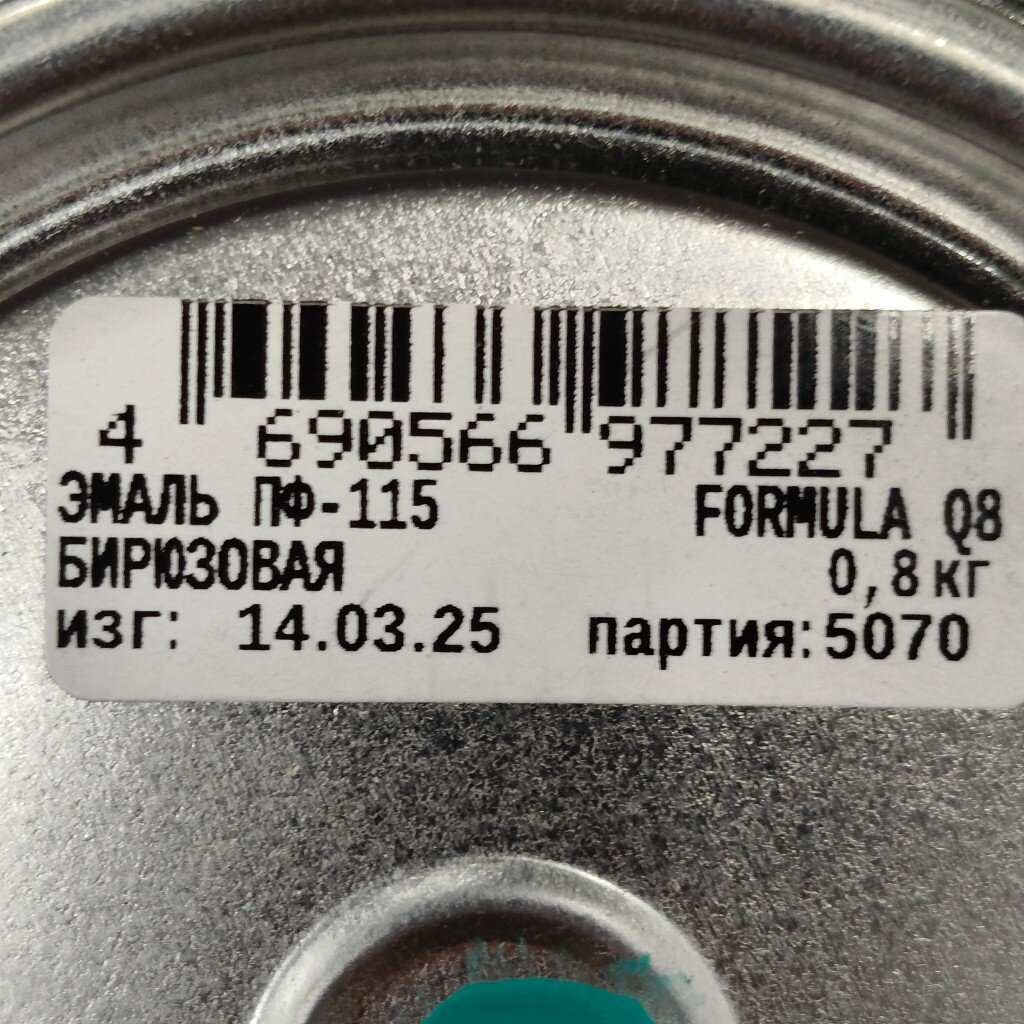 4 690566 977227
ЭМАЛЬ ПФ-115 FORMULA Q8
БИРЮЗОВАЯ 0,8 кг
изг: 14.03.25 партия: 5070